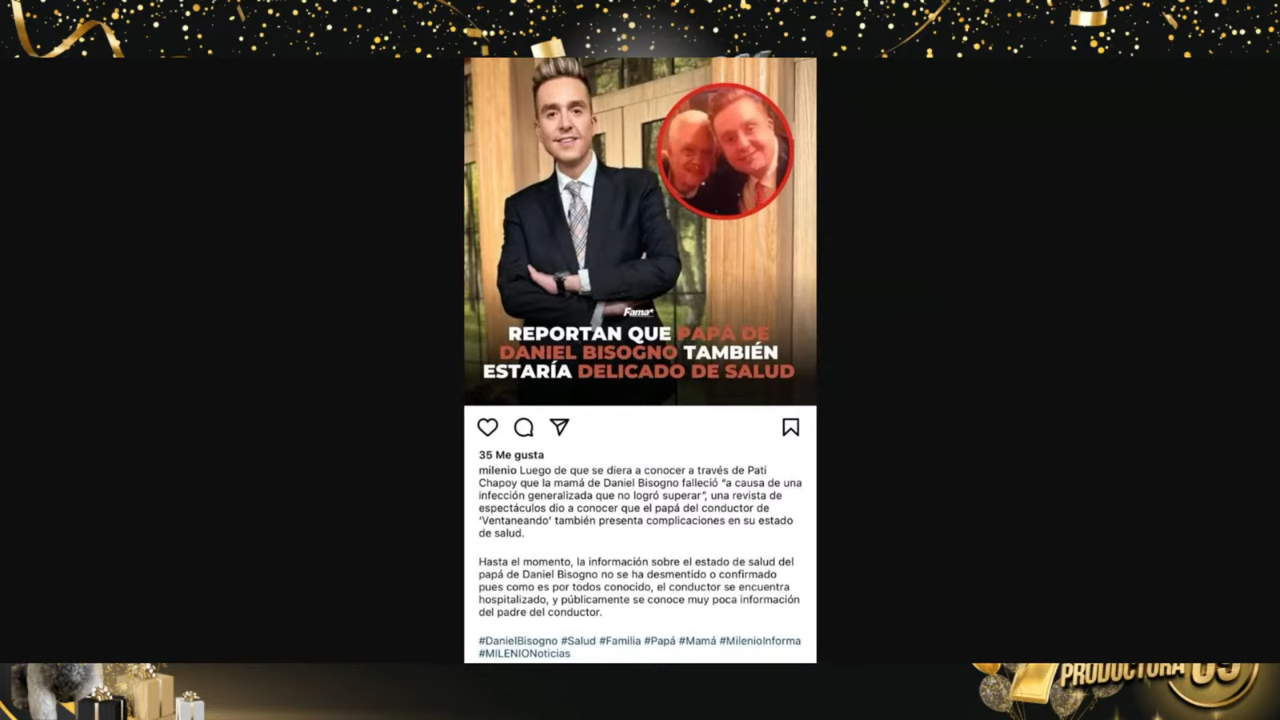 Fama*
REPORTAN QUE PAPÁ DE
DANIEL BISOGNO TAMBIÉN
ESTARÍA DELICADO DE SALUD
35 Me gusta
milenio Luego de que se diera a conocer a través de Pati
Chapoy que la mamá de Daniel Bisogno falleció "a causa de una
infección generalizada que no logró superar", una revista de
espectáculos dio a conocer que el papá del conductor de
'Ventaneando' también presenta complicaciones en su estado
de salud.
Hasta el momento, la información sobre el estado de salud del
papá de Daniel Bisogno no se ha desmentido o confirmado
pues como es por todos conocido, el conductor se encuentra
hospitalizado, y públicamente se conoce muy poca información
del padre del conductor.
#DanielBisogno #Salud #Familia #Papá #Mamá #MilenioInforma
#MILENIONoticias
PRODUCTORA 69